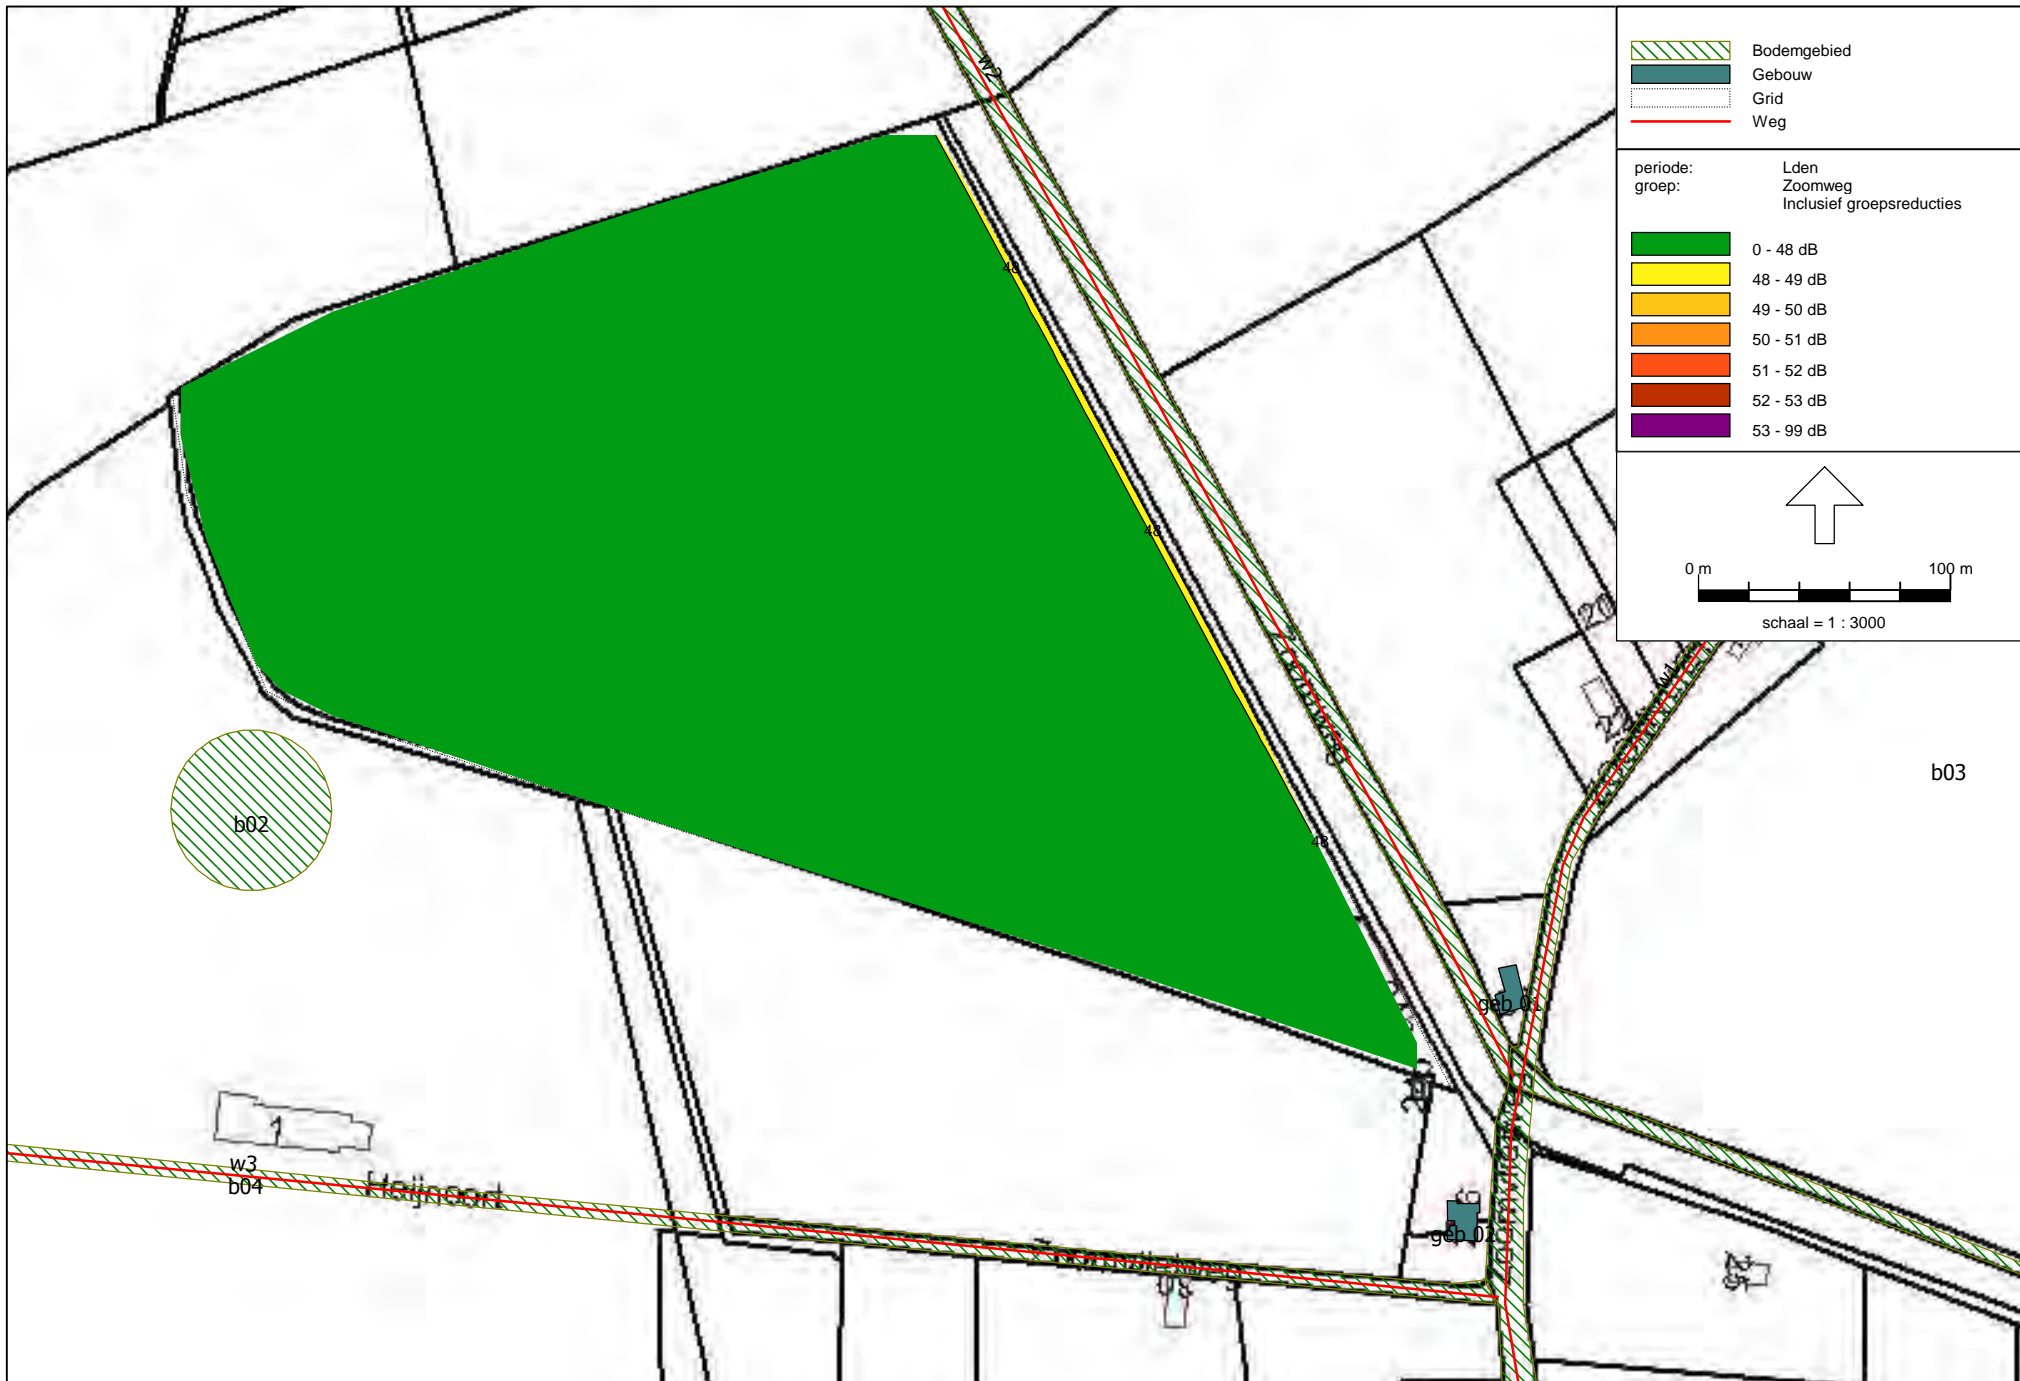 Bodemgebied
Gebouw
Grid
Weg
periode: Lden
groep: Zoomweg
Inclusief groepsreducties
0 - 48 dB
48 - 49 dB
49 - 50 dB
50 - 51 dB
51 - 52 dB
52 - 53 dB
53 - 99 dB
0 m 100 m
schaal = 1 : 3000
w2
48
48
20
w1
22
Zoomweg
b03
b02
48
geb 01
1
w3
b04
geb 02